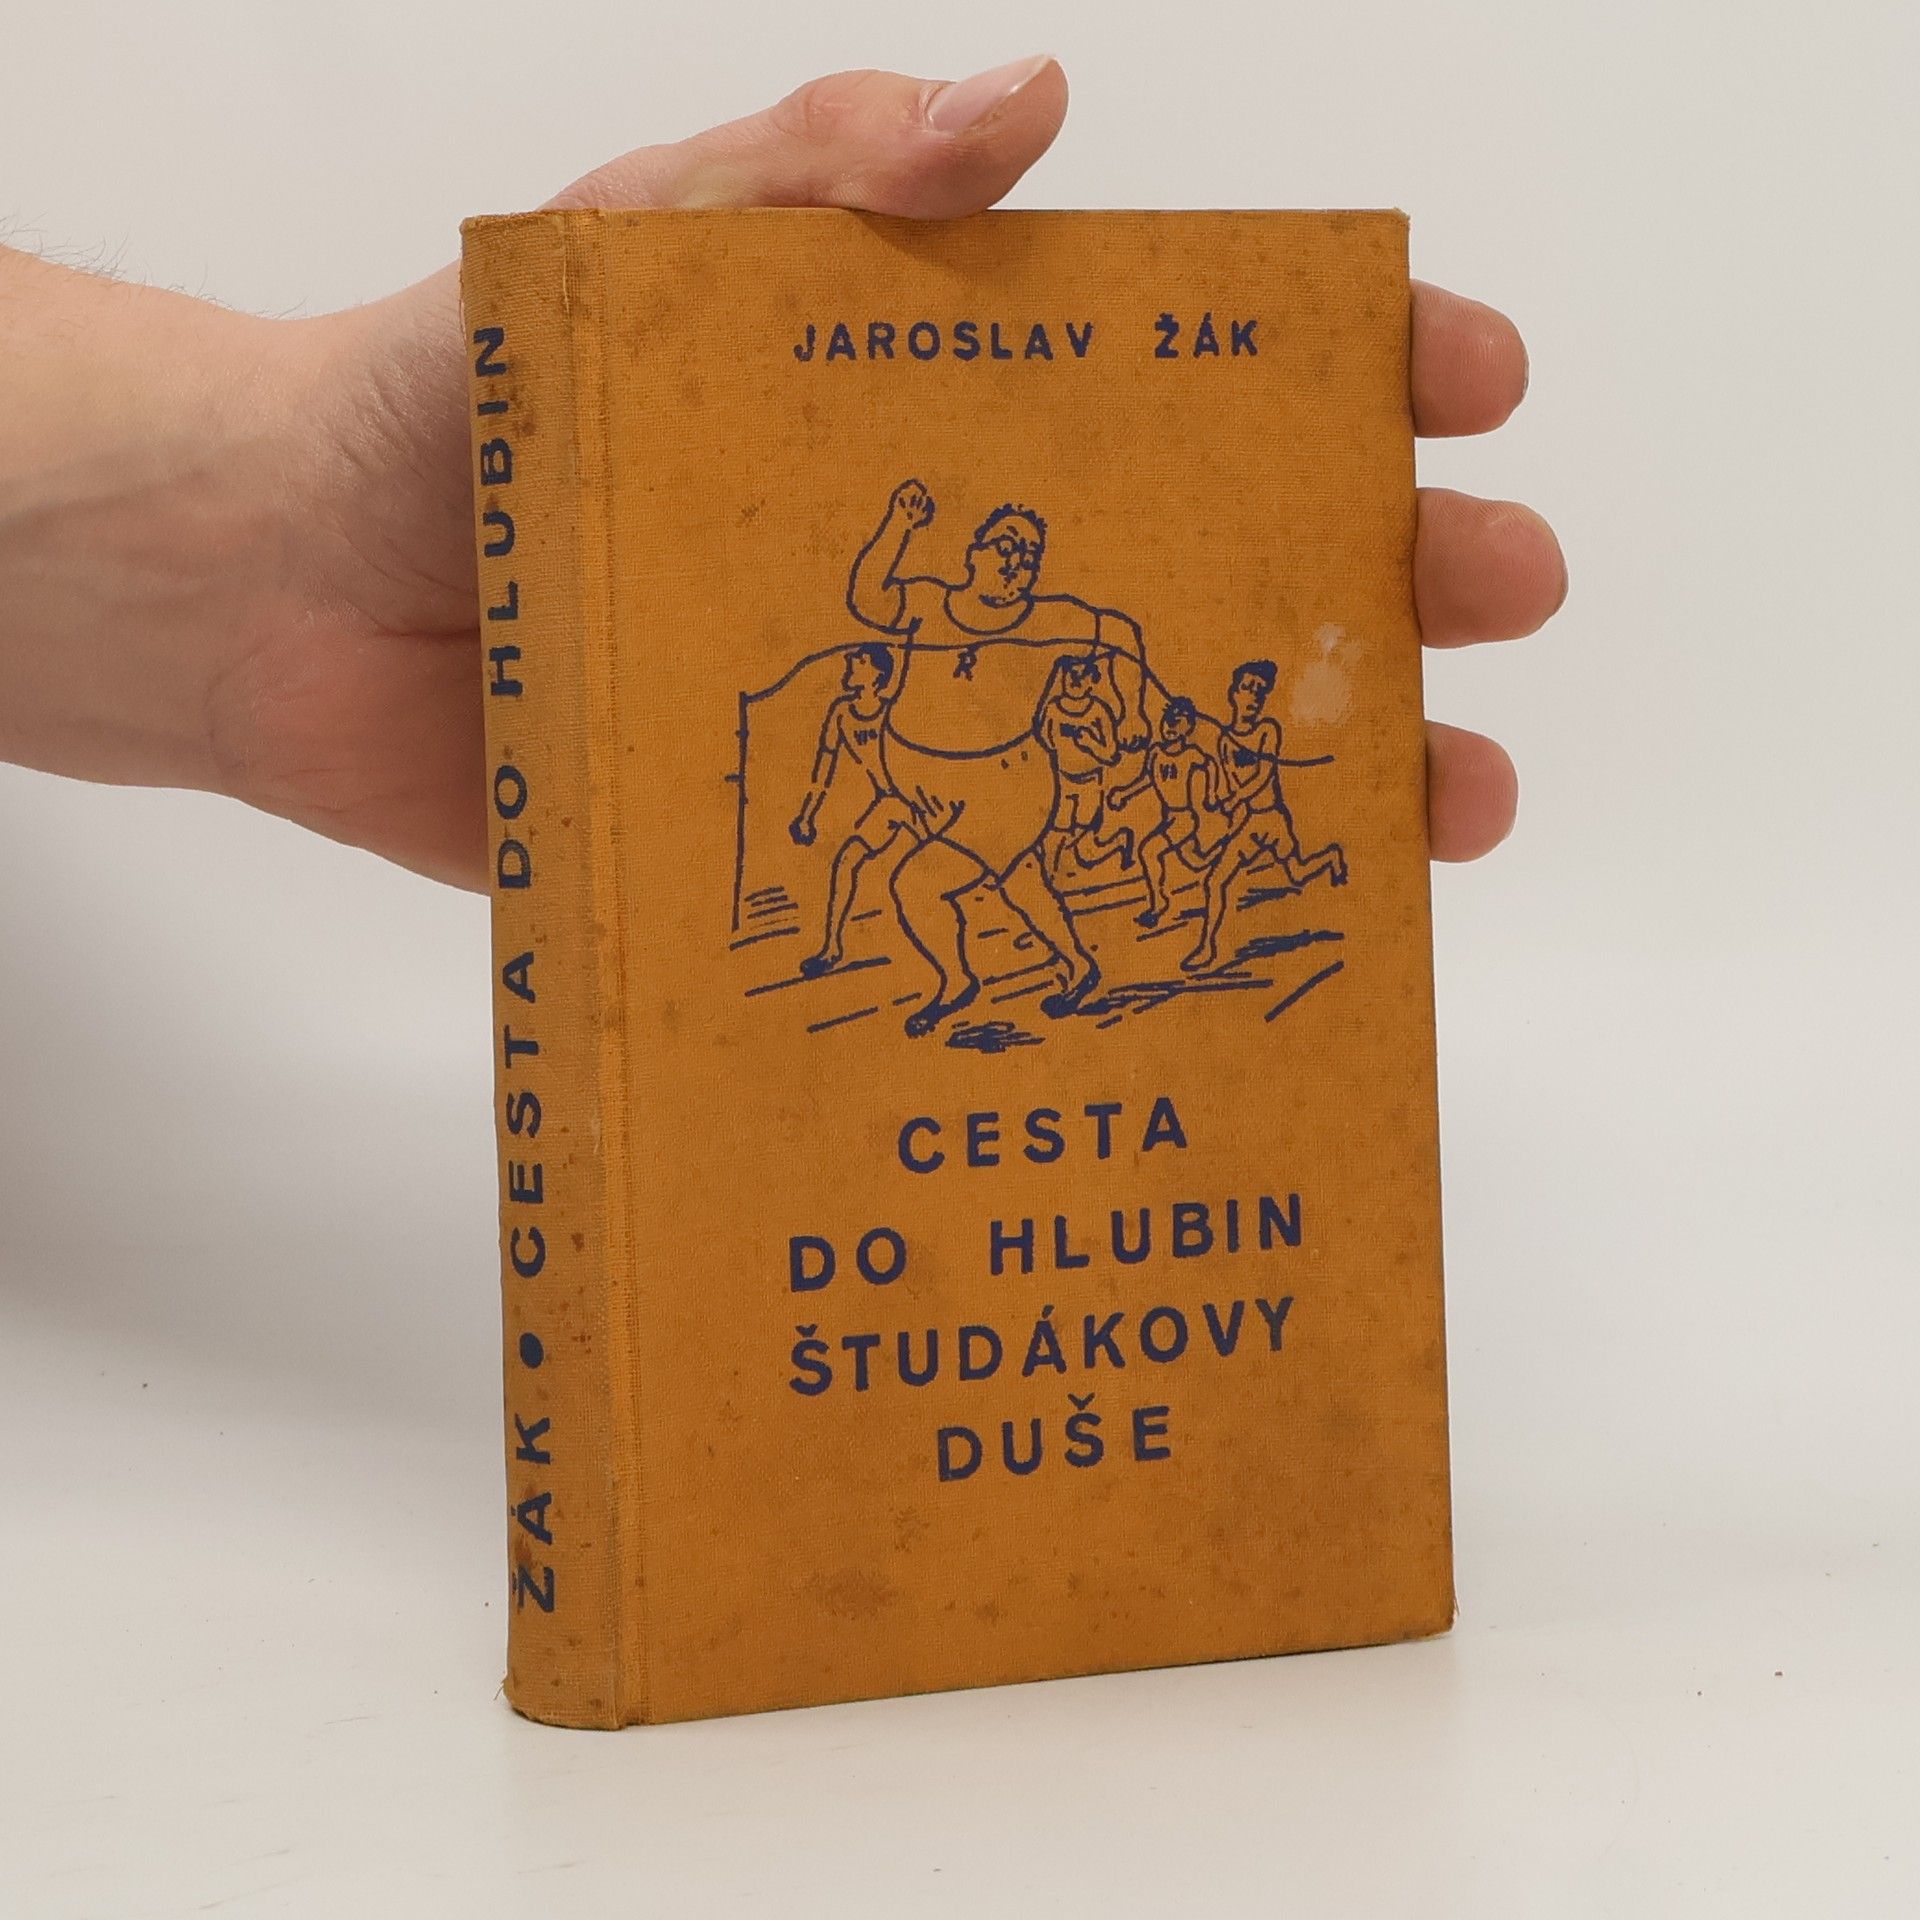 ŽÁK • CESTA DO HLUBIN
JAROSLAV ŽÁK
R
CESTA
DO HLUBIN
ŠTUDÁKOVY
DUŠE